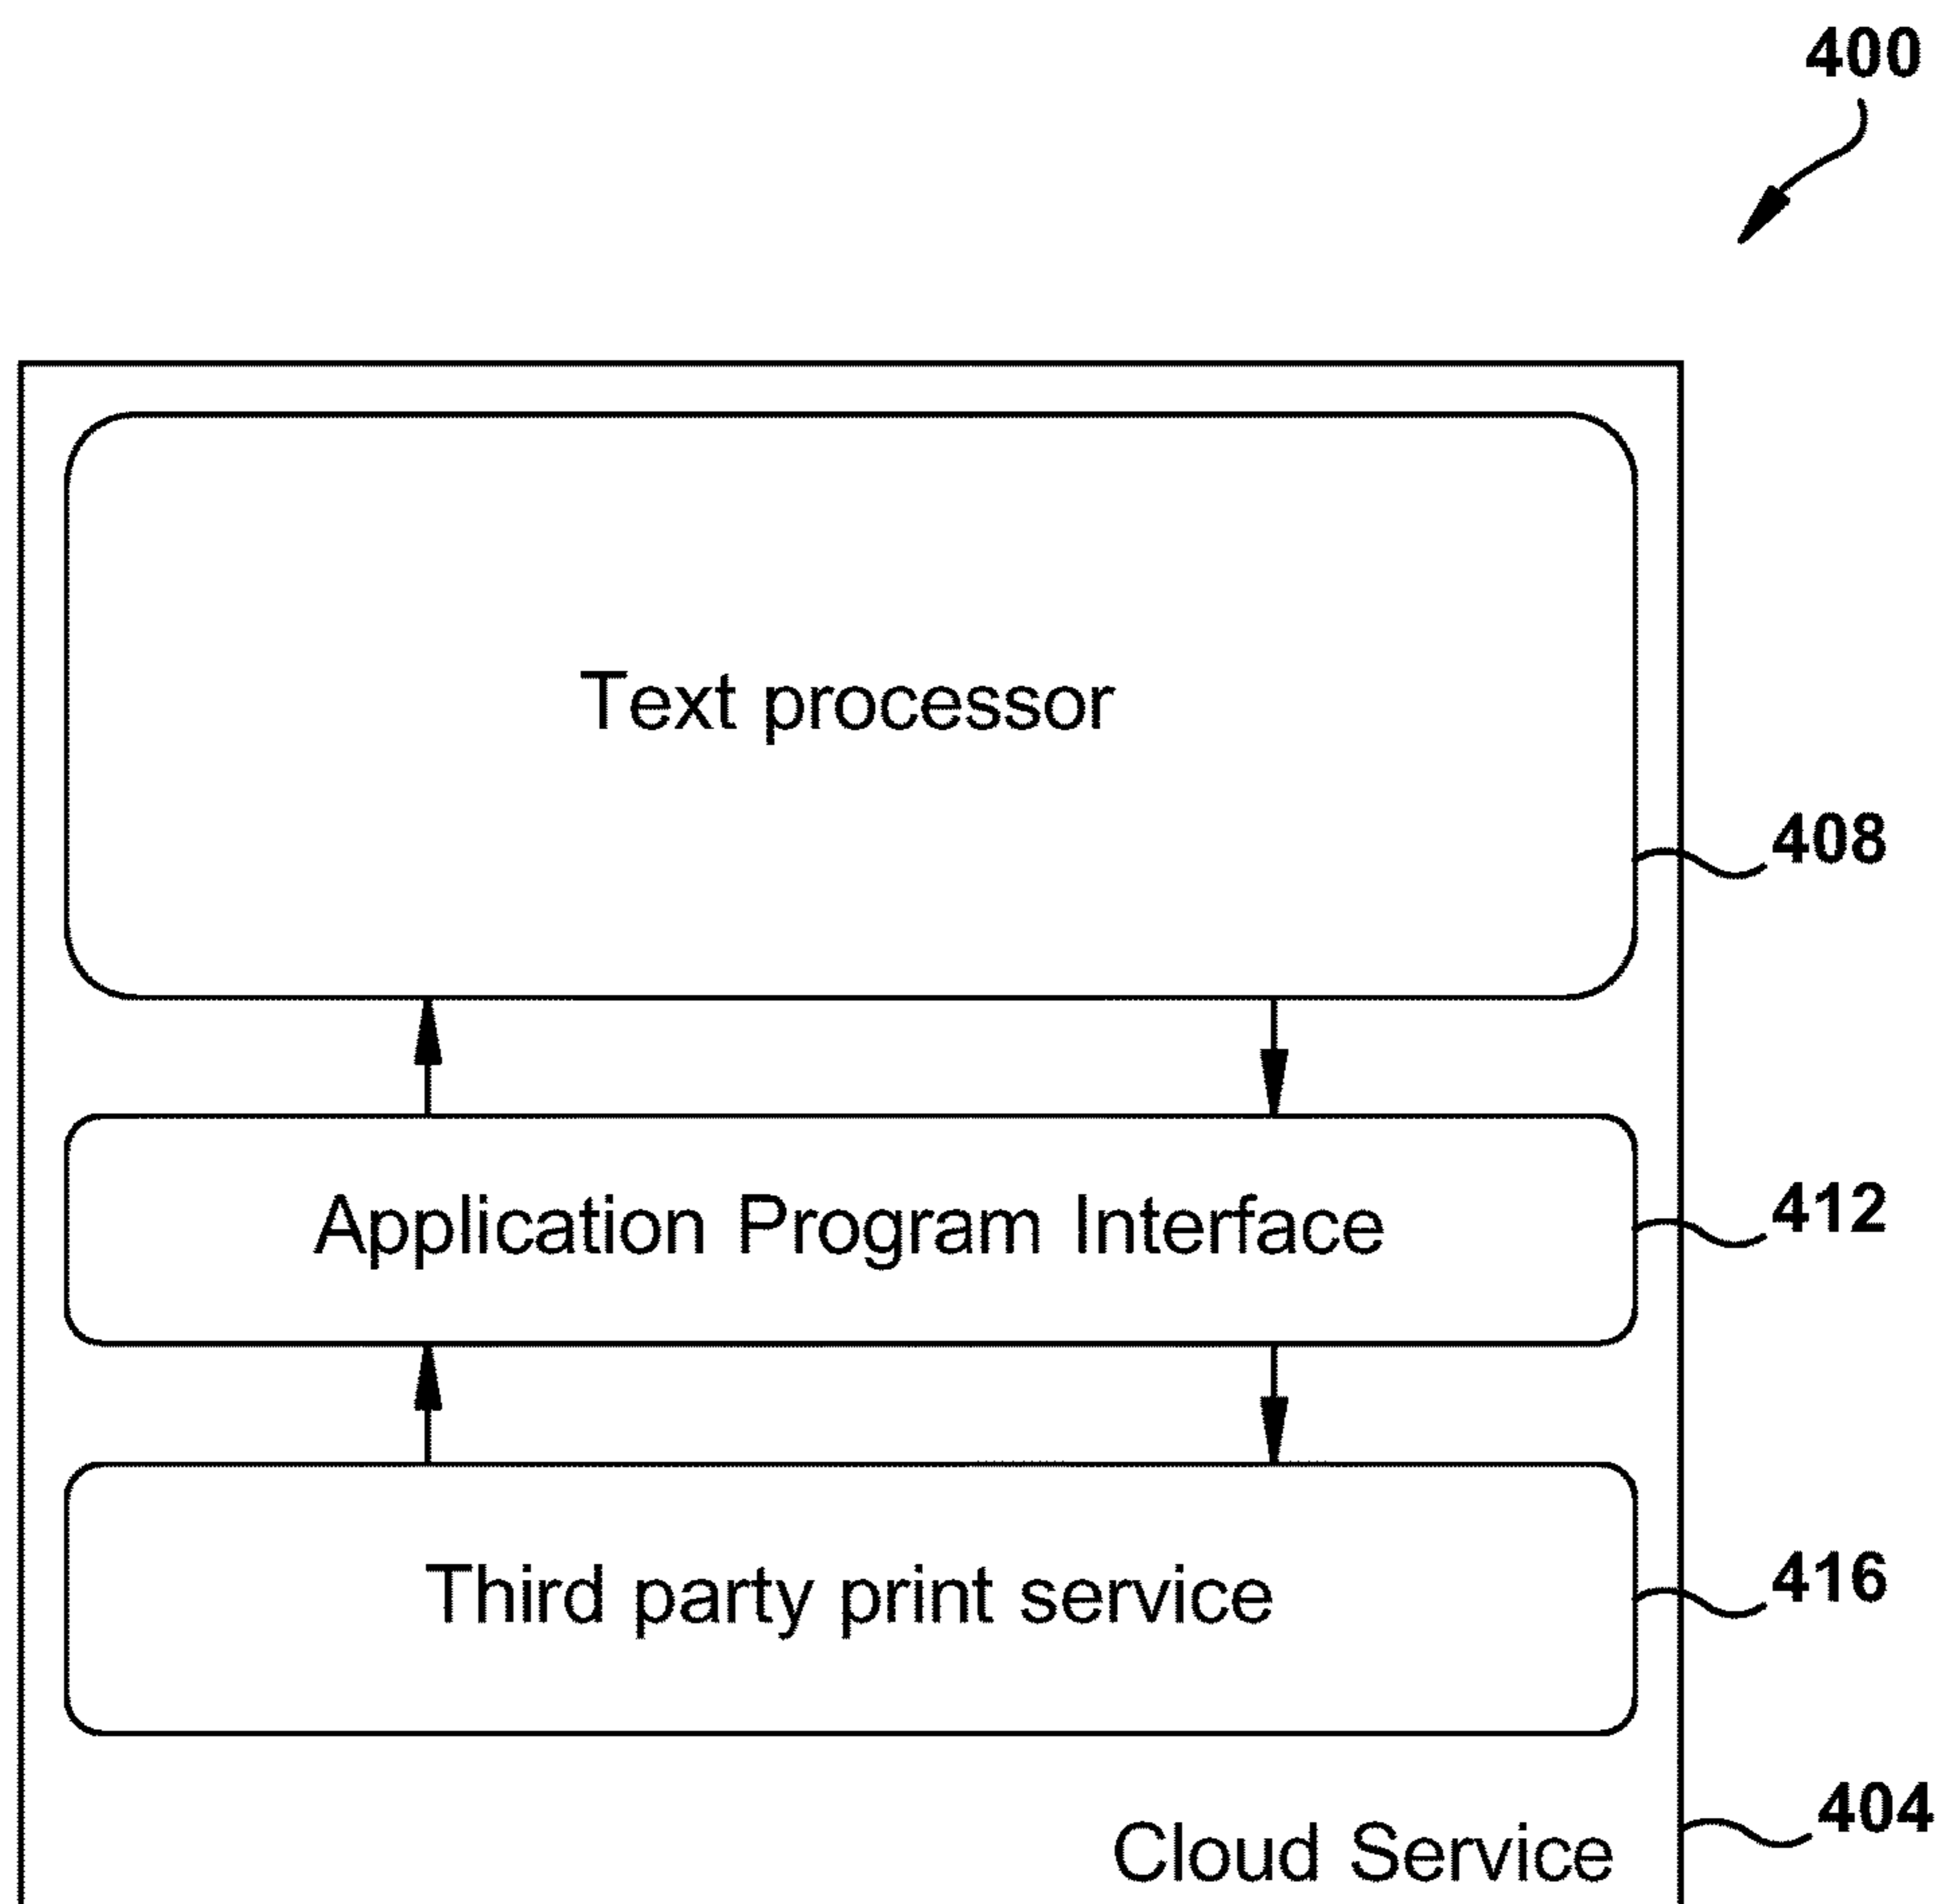 400
Text processor
408
Application Program Interface
412
Third party print service
416
404
Cloud Service